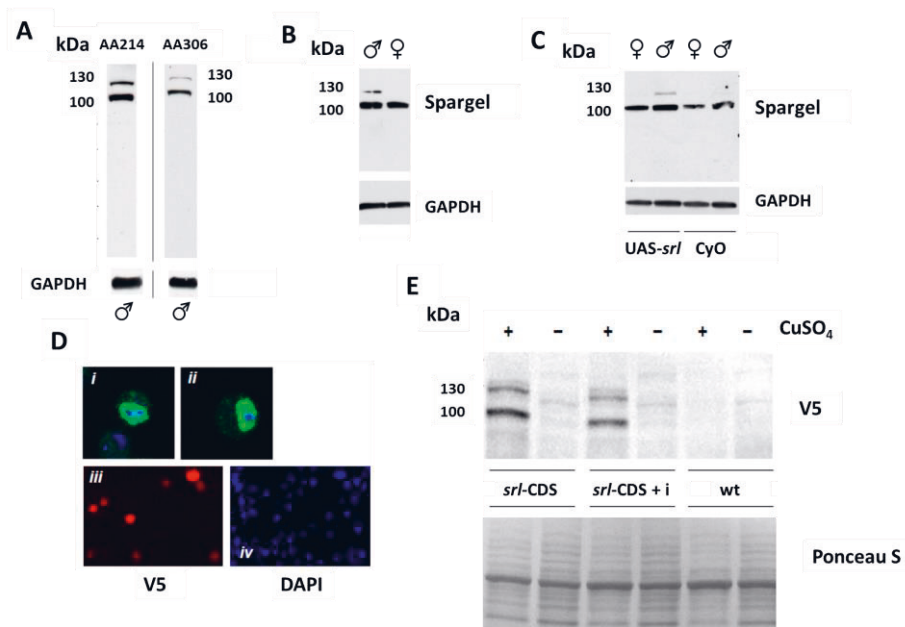 A
kDa AA214 AA306
130 130
100 100
GAPDH
♂ ♂
B
kDa ♂ ♀
130
100
Spargel
GAPDH
C
kDa ♀ ♂ ♀ ♂
130
100
Spargel
GAPDH
UAS-srl CyO
D
i ii
iii iv
V5 DAPI
E
kDa
+ – + – + – CuSO₄
130
100
V5
srl-CDS srl-CDS + i wt
Ponceau S